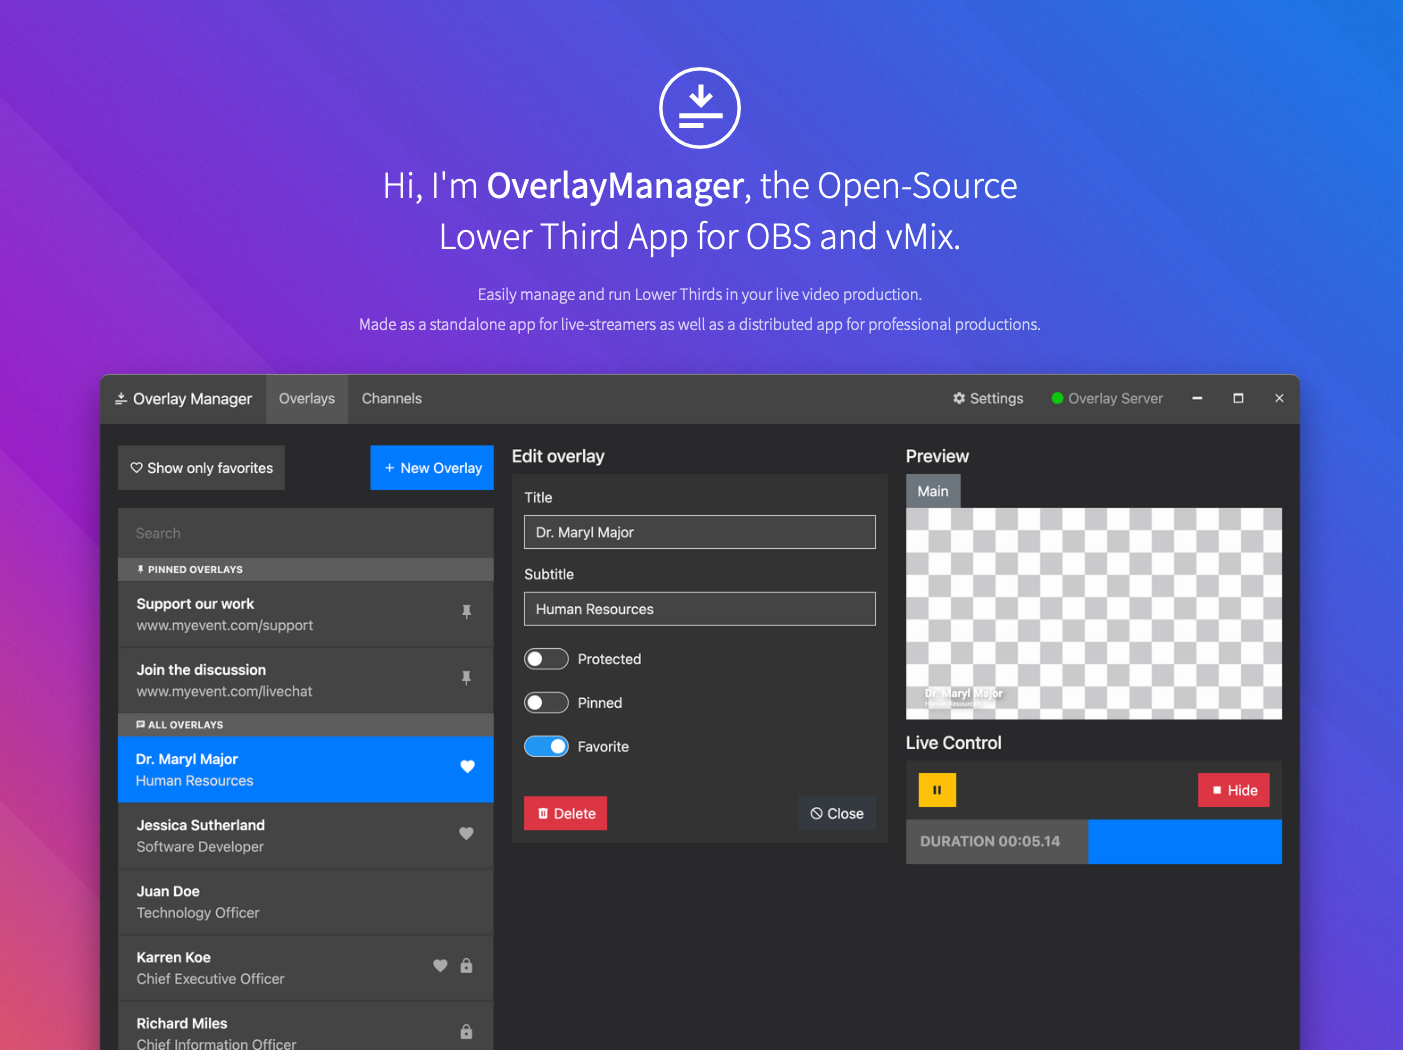 Hi, I'm OverlayManager, the Open-Source
Lower Third App for OBS and vMix.
Easily manage and run Lower Thirds in your live video production.
Made as a standalone app for live-streamers as well as a distributed app for professional productions.
Overlay Manager
Overlays
Channels
Settings
Overlay Server
Show only favorites
+ New Overlay
Search
PINNED OVERLAYS
Support our work
www.myevent.com/support
Join the discussion
www.myevent.com/livechat
ALL OVERLAYS
Dr. Maryl Major
Human Resources
Jessica Sutherland
Software Developer
Juan Doe
Technology Officer
Karren Koe
Chief Executive Officer
Richard Miles
Chief Information Officer
Edit overlay
Title
Dr. Maryl Major
Subtitle
Human Resources
Protected
Pinned
Favorite
Delete
Close
Preview
Main
Dr. Maryl Major
Human Resources
Live Control
Hide
DURATION 00:05.14